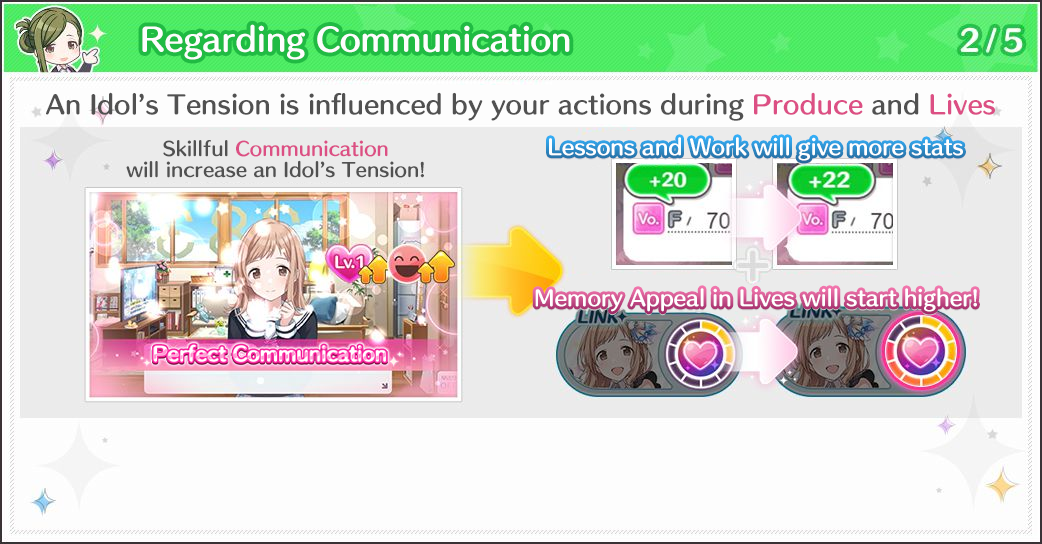 Regarding Communication
2/5
An Idol's Tension is influenced by your actions during Produce and Lives
Skillful Communication
will increase an Idol's Tension!
Lv.1
Perfect Communication
Lessons and Work will give more stats
+20
Vo. F / 70
+22
Vo. F / 70
+
Memory Appeal in Lives will start higher!
LINK
LINK